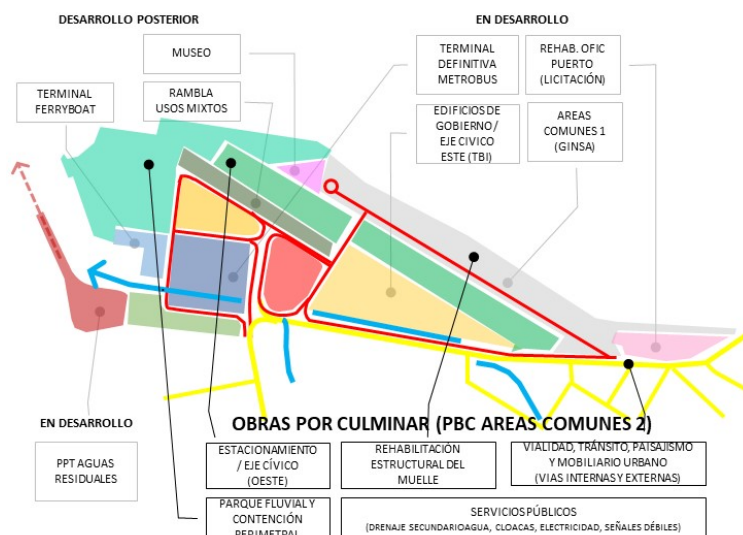 DESARROLLO POSTERIOR
EN DESARROLLO
MUSEO
TERMINAL
DEFINITIVA
METROBUS
REHAB. OFIC
PUERTO
(LICITACIÓN)
TERMINAL
FERRYBOAT
RAMBLA
USOS MIXTOS
EDIFICIOS DE
GOBIERNO/
EJE CIVICO
ESTE (TBI)
AREAS
COMUNES 1
(GINSA)
EN DESARROLLO
PPT AGUAS
RESIDUALES
OBRAS POR CULMINAR (PBC AREAS COMUNES 2)
ESTACIONAMIENTO
/ EJE CÍVICO
(OESTE)
REHABILITACIÓN
ESTRUCTURAL DEL
MUELLE
VIALIDAD, TRÁNSITO, PAISAJISMO
Y MOBILIARIO URBANO
(VIAS INTERNAS Y EXTERNAS)
PARQUE FLUVIAL Y
CONTENCIÓN
PERIMETRAL
SERVICIOS PÚBLICOS
(DRENAJE SECUNDARIOAGUA, CLOACAS, ELECTRICIDAD, SEÑALES DÉBILES)